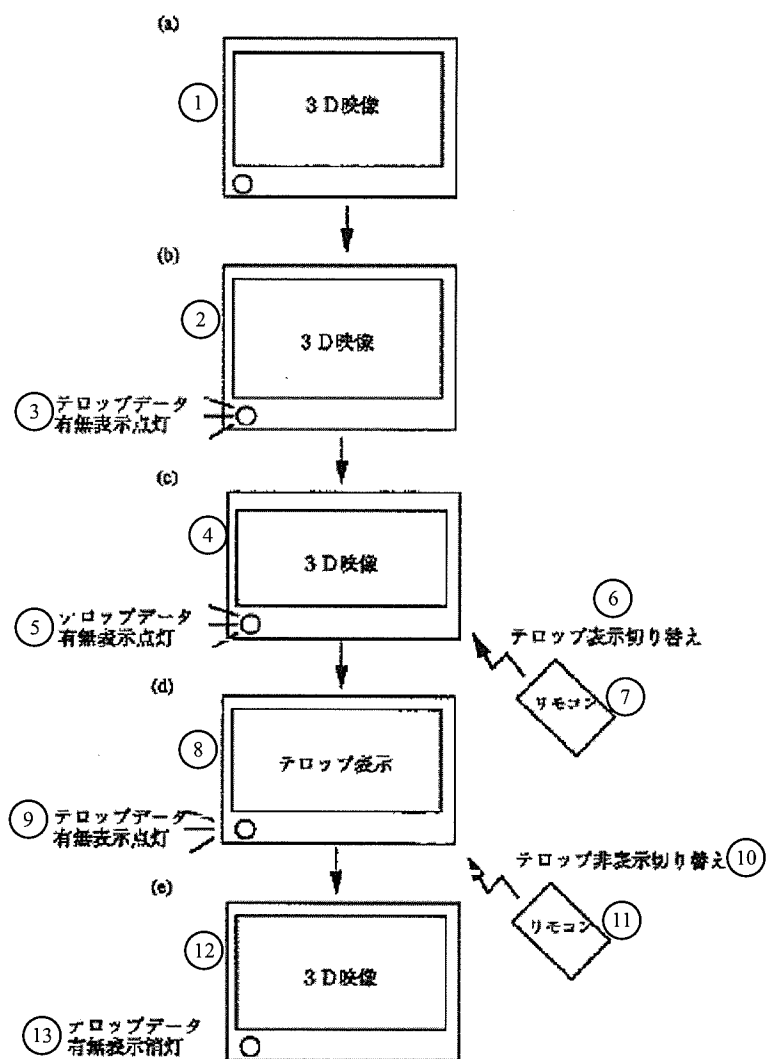 (a)
1
3D映像
(b)
2
3D映像
3
テロップデータ
有無表示点灯
(c)
4
3D映像
5
テロップデータ
有無表示点灯
6
テロップ表示切り替え
リモコン
7
(d)
8
テロップ表示
9
テロップデータ
有無表示点灯
テロップ非表示切り替え
10
リモコン
11
(e)
12
3D映像
13
テロップデータ
有無表示消灯